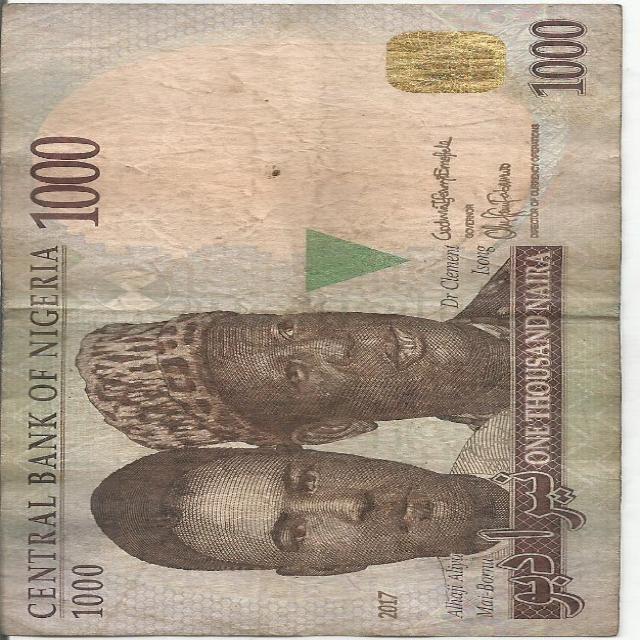 CENTRAL BANK OF NIGERIA
1000
1000
2017
Alhaji Aliyu
Mai-Bornu
Dr Clement
Isong
GOVERNOR
DIRECTOR OF CURRENCY OPERATIONS
ONE THOUSAND NAIRA
1000